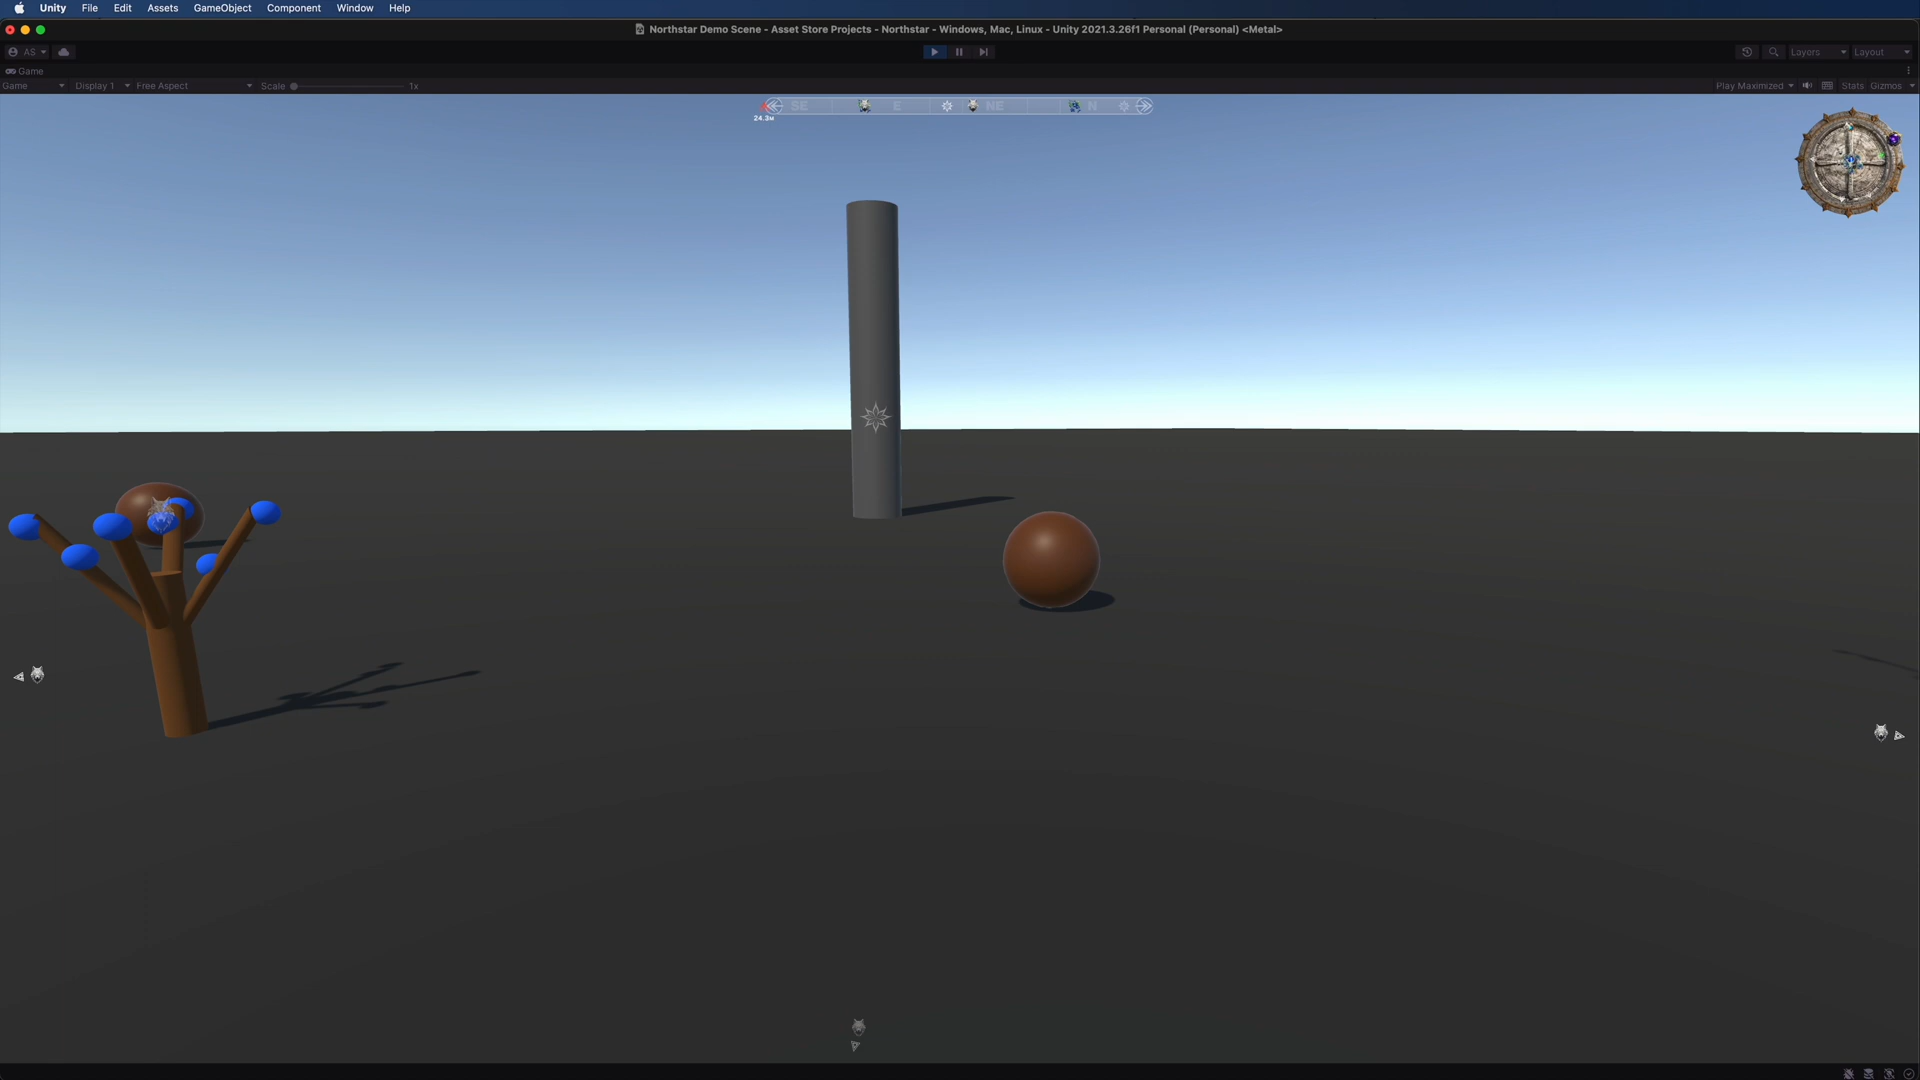 Unity File Edit Assets GameObject Component Window Help
Northstar Demo Scene - Asset Store Projects - Northstar - Windows, Mac, Linux - Unity 2021.3.26f1 Personal (Personal) <Metal>
AS Layers Layout
Game
Game Display 1 Free Aspect Scale 1x Play Maximized Stats Gizmos
SE E NE N
24.3M